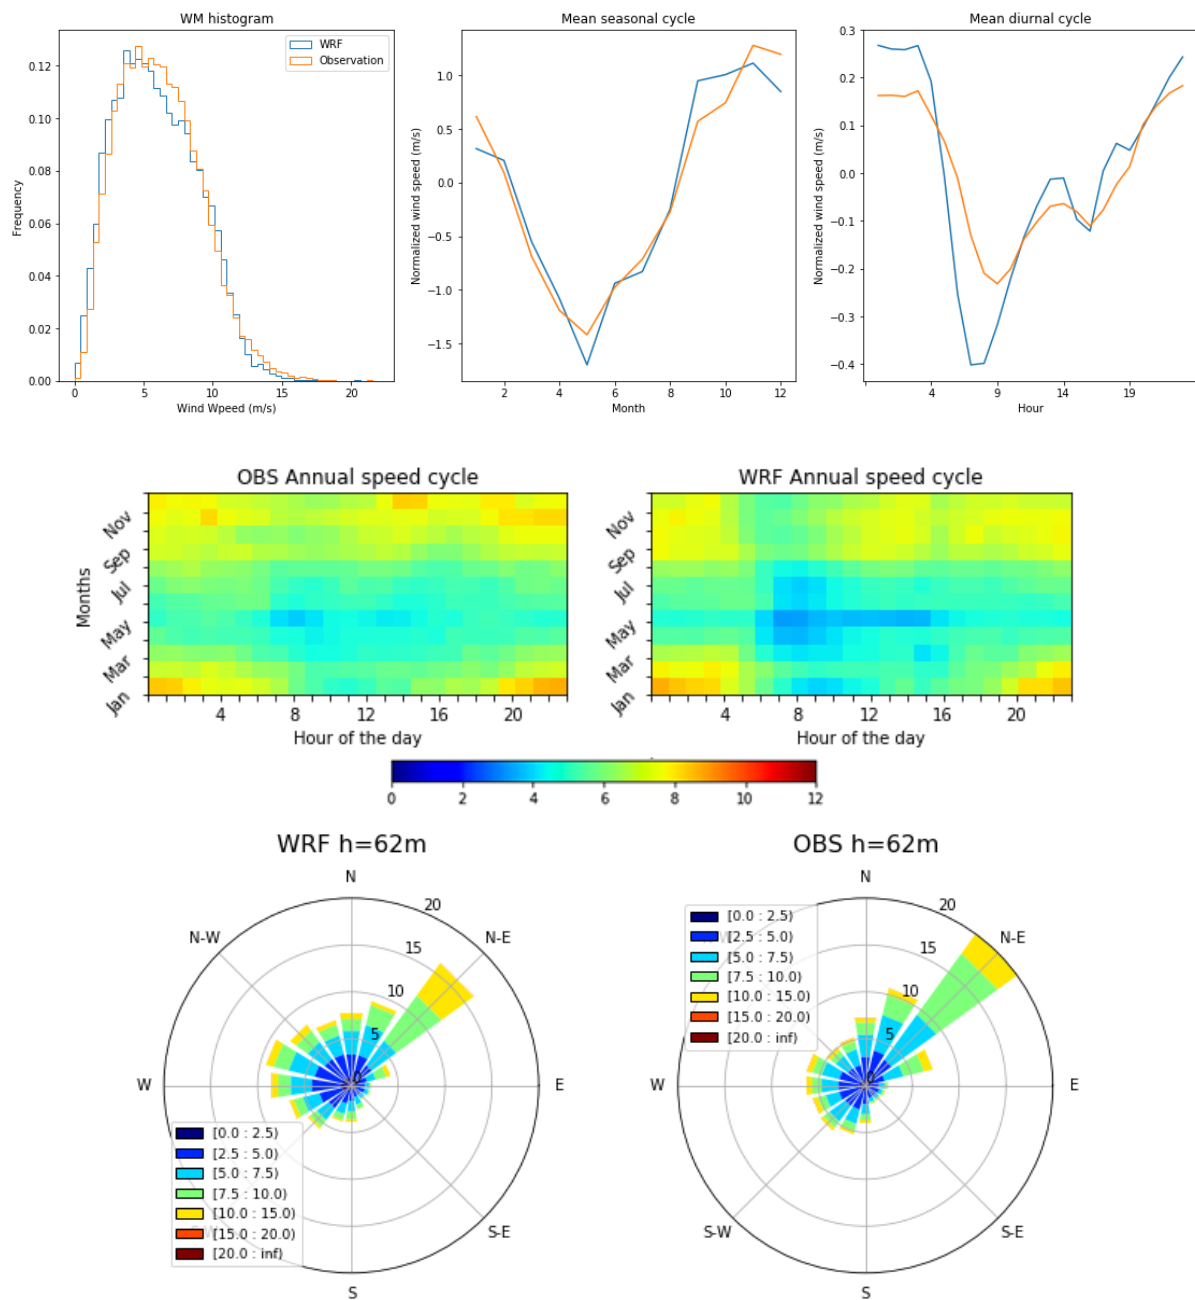 WM histogram
Mean seasonal cycle
Mean diurnal cycle
WRF
Observation
0.12
0.10
0.08
0.06
0.04
0.02
0.00
Frequency
0
5
10
15
20
Wind Wpeed (m/s)
1.0
0.5
0.0
−0.5
−1.0
−1.5
Normalized wind speed (m/s)
2
4
6
8
10
12
Month
0.3
0.2
0.1
0.0
−0.1
−0.2
−0.3
−0.4
Normalized wind speed (m/s)
4
9
14
19
Hour
OBS Annual speed cycle
WRF Annual speed cycle
Months
Nov
Sep
Jul
May
Mar
Jan
4
8
12
16
20
Hour of the day
Nov
Sep
Jul
May
Mar
Jan
4
8
12
16
20
Hour of the day
0
2
4
6
8
10
12
WRF h=62m
N
N-E
E
S-E
S
W
N-W
0
5
10
15
20
[0.0 : 2.5)
[2.5 : 5.0)
[5.0 : 7.5)
[7.5 : 10.0)
[10.0 : 15.0)
[15.0 : 20.0)
[20.0 : inf)
OBS h=62m
N
N-E
E
S-E
S
S-W
W
0
5
10
15
20
[0.0 : 2.5)
[2.5 : 5.0)
[5.0 : 7.5)
[7.5 : 10.0)
[10.0 : 15.0)
[15.0 : 20.0)
[20.0 : inf)